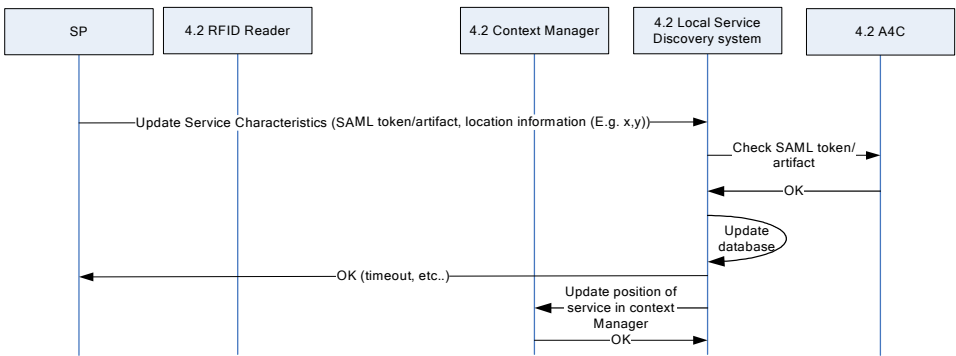 SP
4.2 RFID Reader
4.2 Context Manager
4.2 Local Service
Discovery system
4.2 A4C
Update Service Characteristics (SAML token/artifact, location information (E.g. x,y))
Check SAML token/
artifact
OK
Update
database
OK (timeout, etc..)
Update position of
service in context
Manager
OK